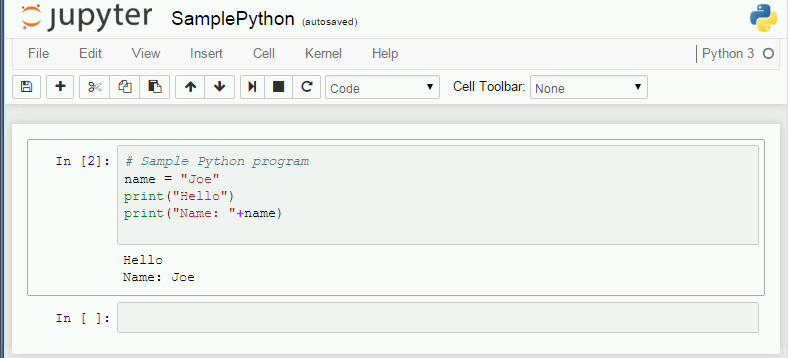 jupyter SamplePython (autosaved)
File Edit View Insert Cell Kernel Help Python 3
Code Cell Toolbar: None
In [2]: # Sample Python program
name = "Joe"
print("Hello")
print("Name: "+name)
Hello
Name: Joe
In [ ]: